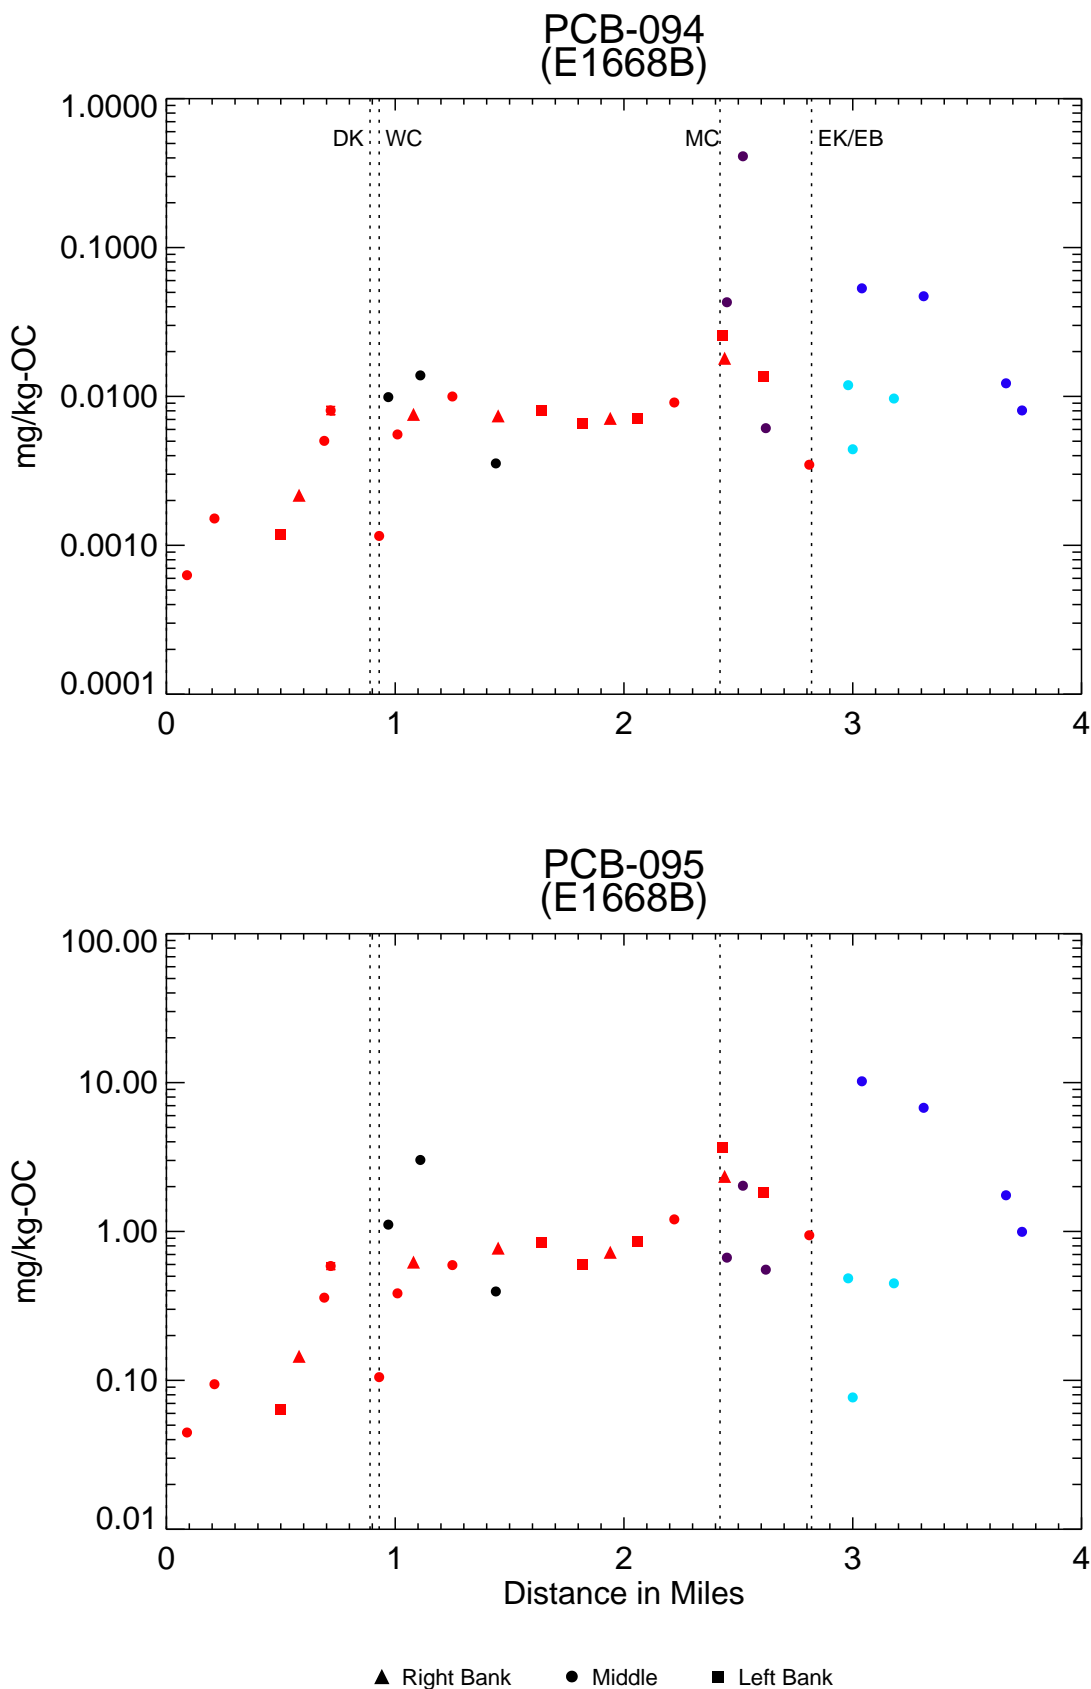 PCB-094
(E1668B)
1.0000
DK WC MC EK/EB
0.1000
mg/kg-OC
0.0100
0.0010
0.0001
0 1 2 3 4
PCB-095
(E1668B)
100.00
10.00
mg/kg-OC
1.00
0.10
0.01
0 1 2 3 4
Distance in Miles
Right Bank Middle Left Bank